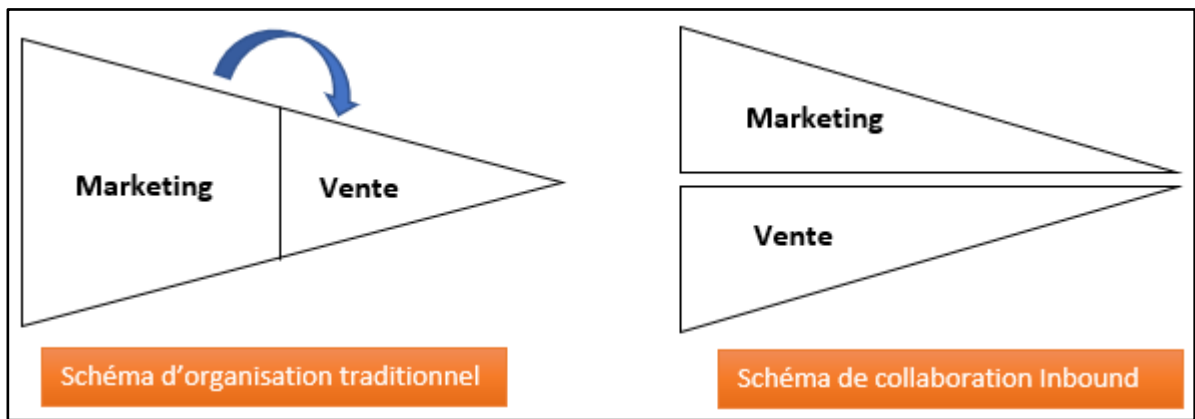 Marketing
Vente
Schéma d’organisation traditionnel
Marketing
Vente
Schéma de collaboration Inbound